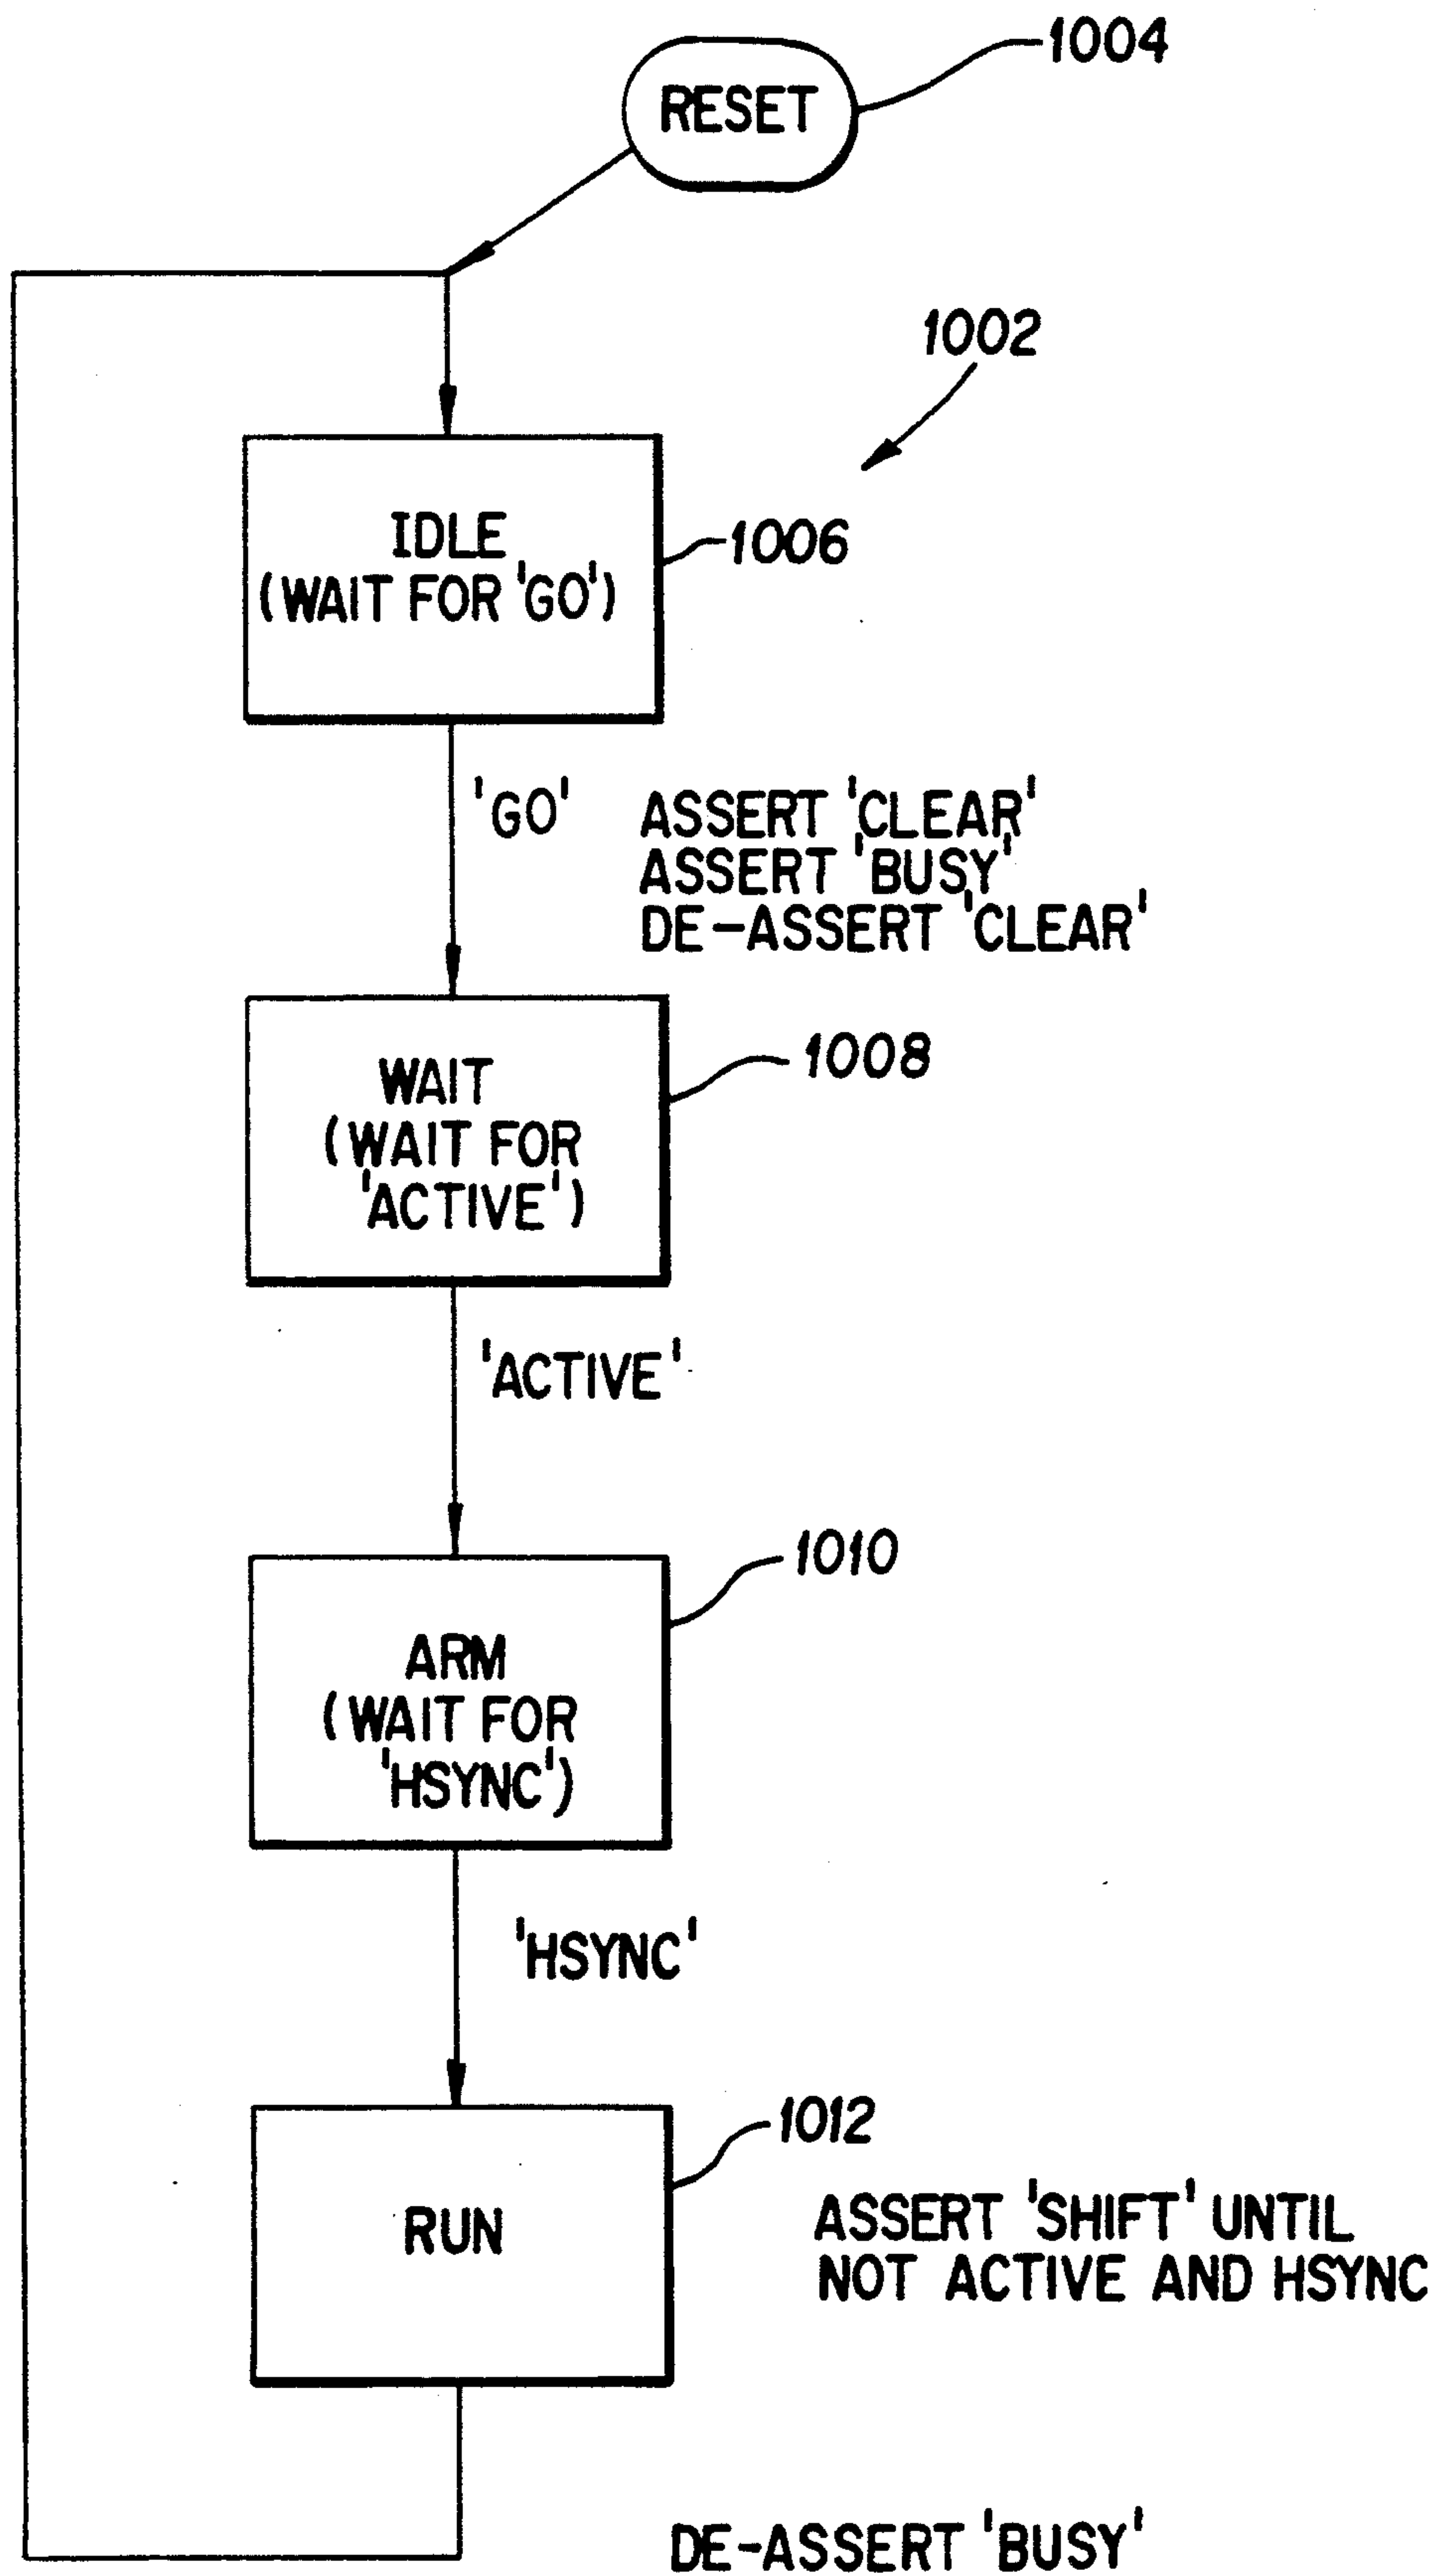 1004
RESET
1002
IDLE
(WAIT FOR 'GO')
1006
'GO'
ASSERT 'CLEAR'
ASSERT 'BUSY'
DE-ASSERT 'CLEAR'
WAIT
(WAIT FOR
'ACTIVE')
1008
'ACTIVE'
1010
ARM
(WAIT FOR
'HSYNC')
'HSYNC'
1012
RUN
ASSERT 'SHIFT' UNTIL
NOT ACTIVE AND HSYNC
DE-ASSERT 'BUSY'